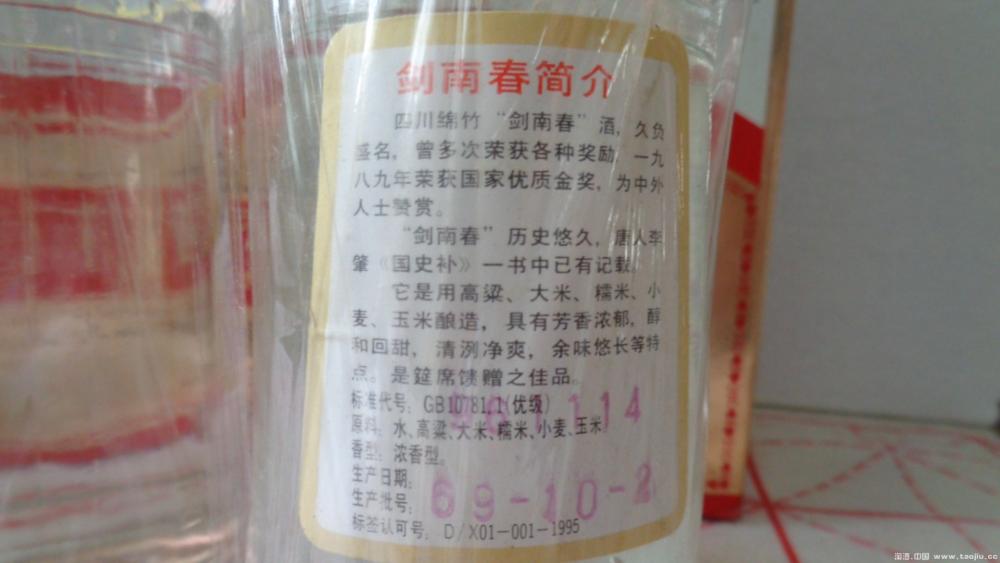 剑南春简介
四川绵竹“剑南春”酒，久负
盛名，曾多次荣获各种奖励，一九
八九年荣获国家优质金奖，为中外
人士赞赏。
“剑南春”历史悠久，唐人李
肇《国史补》一书中已有记载。
它是用高粱、大米、糯米、小
麦、玉米酿造，具有芳香浓郁，醇
和回甜，清洌净爽，余味悠长等特
点。是筵席馈赠之佳品。
标准代号：GB10781.1(优级)
原料：水、高粱、大米、糯米、小麦、玉米
香型：浓香型。
生产日期：
生产批号：69-10-2
标签认可号：D/X01-001-1995
淘酒.中国 www.taojiu.cc